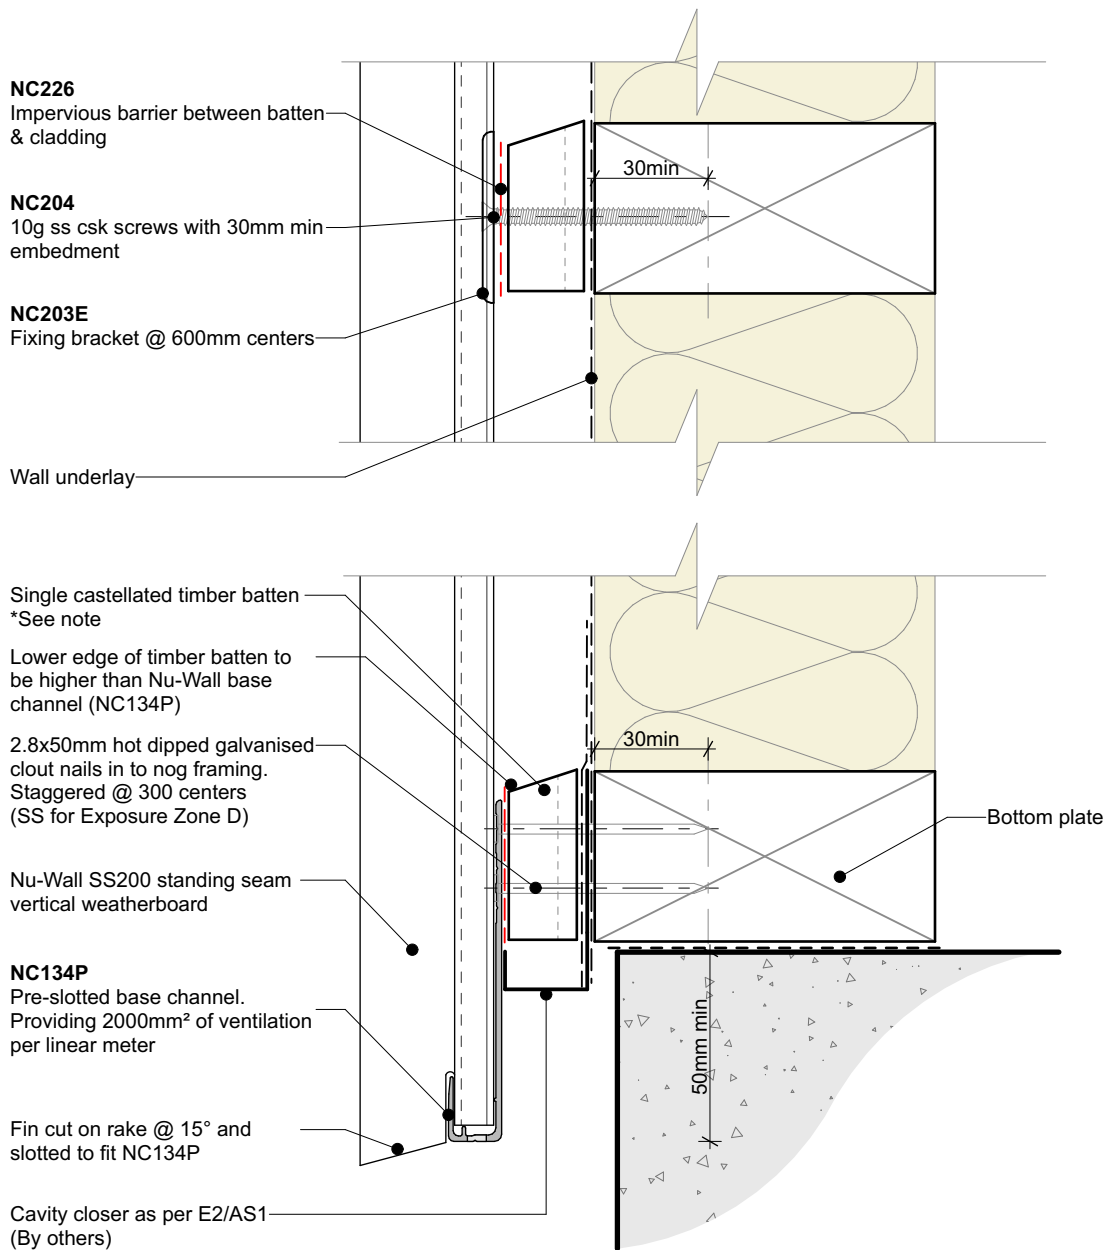 NC226
Impervious barrier between batten
& cladding
30min
NC204
10g ss csk screws with 30mm min
embedment
NC203E
Fixing bracket @ 600mm centers
Wall underlay
Single castellated timber batten
*See note
Lower edge of timber batten to
be higher than Nu-Wall base
channel (NC134P)
30min
2.8x50mm hot dipped galvanised
clout nails in to nog framing.
Staggered @ 300 centers
(SS for Exposure Zone D)
Bottom plate
Nu-Wall SS200 standing seam
vertical weatherboard
NC134P
Pre-slotted base channel.
Providing 2000mm² of ventilation
per linear meter
50mm min
Fin cut on rake @ 15° and
slotted to fit NC134P
Cavity closer as per E2/AS1
(By others)